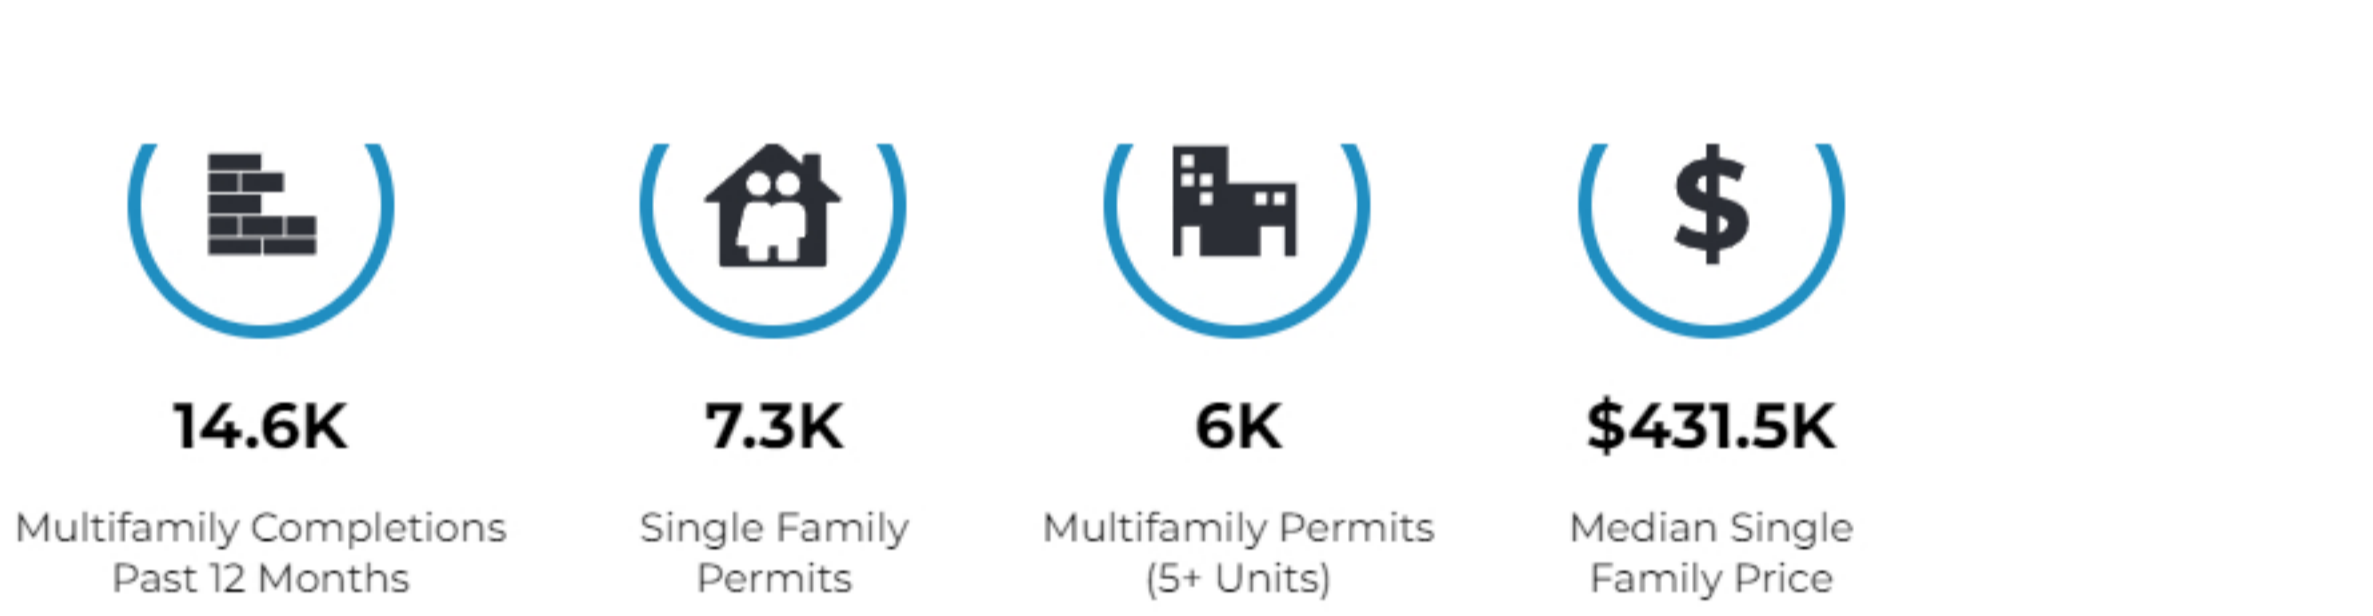 14.6K
7.3K
6K
$431.5K
Multifamily Completions
Past 12 Months
Single Family
Permits
Multifamily Permits
(5+ Units)
Median Single
Family Price